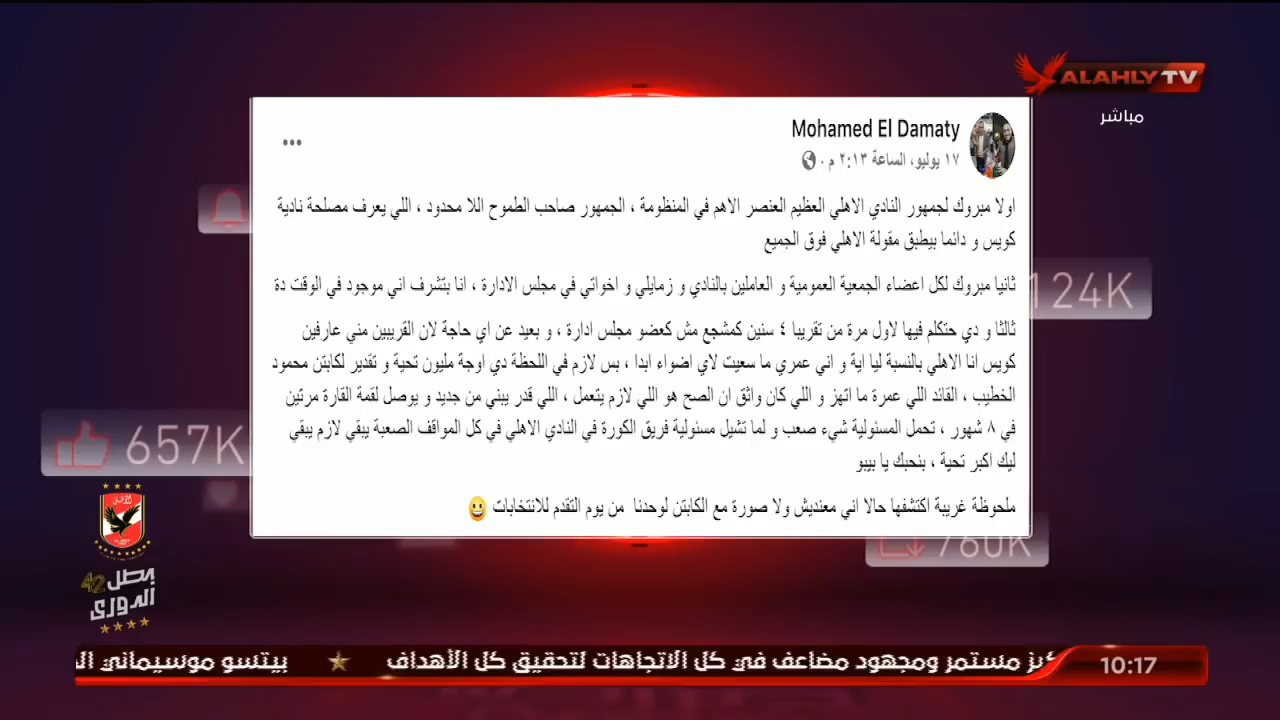 ALAHLY TV
مباشر
Mohamed El Damaty
١٧ يوليو، الساعة ٢:١٣ م ·
اولا مبروك لجمهور النادي الاهلي العظيم العنصر الاهم في المنظومة ، الجمهور صاحب الطموح اللا محدود ، اللي يعرف مصلحة نادية
كويس و دائما بيطبق مقولة الاهلي فوق الجميع
ثانيا مبروك لكل اعضاء الجمعية العمومية و العاملين بالنادي و زمايلي و اخواتي في مجلس الادارة ، انا بتشرف اني موجود في الوقت دة
ثالثا و دي حتكلم فيها لاول مرة من تقريبا ٤ سنين كمشجع مش كعضو مجلس ادارة ، و بعيد عن اي حاجة لان القريبين مني عارفين
كويس انا الاهلي بالنسبة ليا اية و اني عمري ما سعيت لاي اضواء ابدا ، بس لازم في اللحظة دي اوجة مليون تحية و تقدير لكابتن محمود
الخطيب ، القائد اللي عمرة ما اتهز و اللي كان واثق ان الصح هو اللي لازم يتعمل ، اللي قدر يبني من جديد و يوصل لقمة القارة مرتين
في ٨ شهور ، تحمل المسئولية شيء صعب و لما تشيل مسئولية فريق الكورة في النادي الاهلي في كل المواقف الصعبة يبقي لازم يبقي
ليك اكبر تحية ، بنحبك يا بيبو
ملحوظة غريبة اكتشفها حالا اني معنديش ولا صورة مع الكابتن لوحدنا من يوم التقدم للانتخابات 😀
124K
657K
760K
بطل الدوري 42
كيز مستمر ومجهود مضاعف في كل الاتجاهات لتحقيق كل الأهداف ★ بيتسو موسيماني ال
10:17